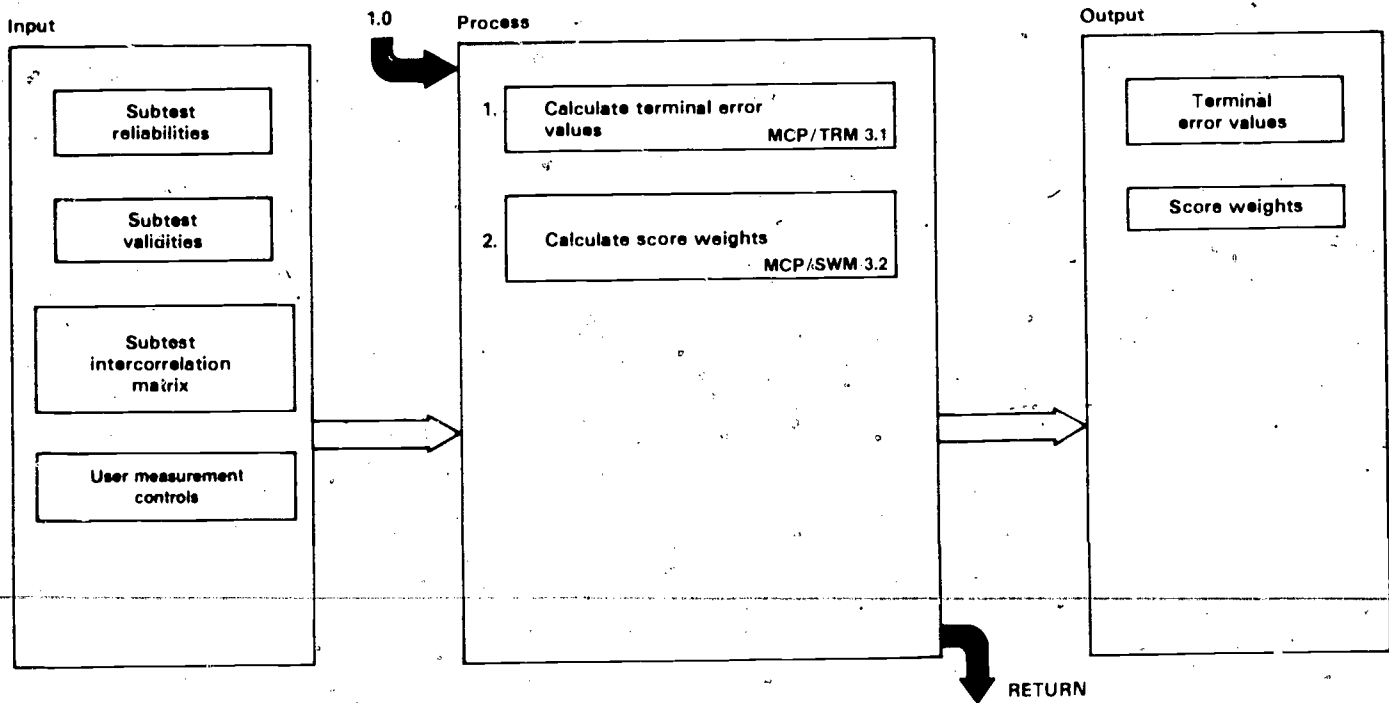 Input
Subtest
reliabilities
Subtest
validities
Subtest
intercorrelation
matrix
User measurement
controls
1.0
Process
1. Calculate terminal error
values
MCP/TRM 3.1
2. Calculate score weights
MCP/SWM 3.2
RETURN
Output
Terminal
error values
Score weights